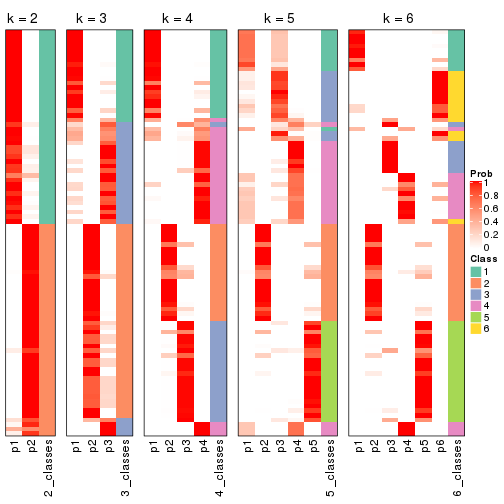 k = 2
k = 3
k = 4
k = 5
k = 6
p1
p2
2_classes
p1
p2
p3
3_classes
p1
p2
p3
p4
4_classes
p1
p2
p3
p4
p5
5_classes
p1
p2
p3
p4
p5
p6
6_classes
Prob
1
0.8
0.6
0.4
0.2
0
Class
1
2
3
4
5
6